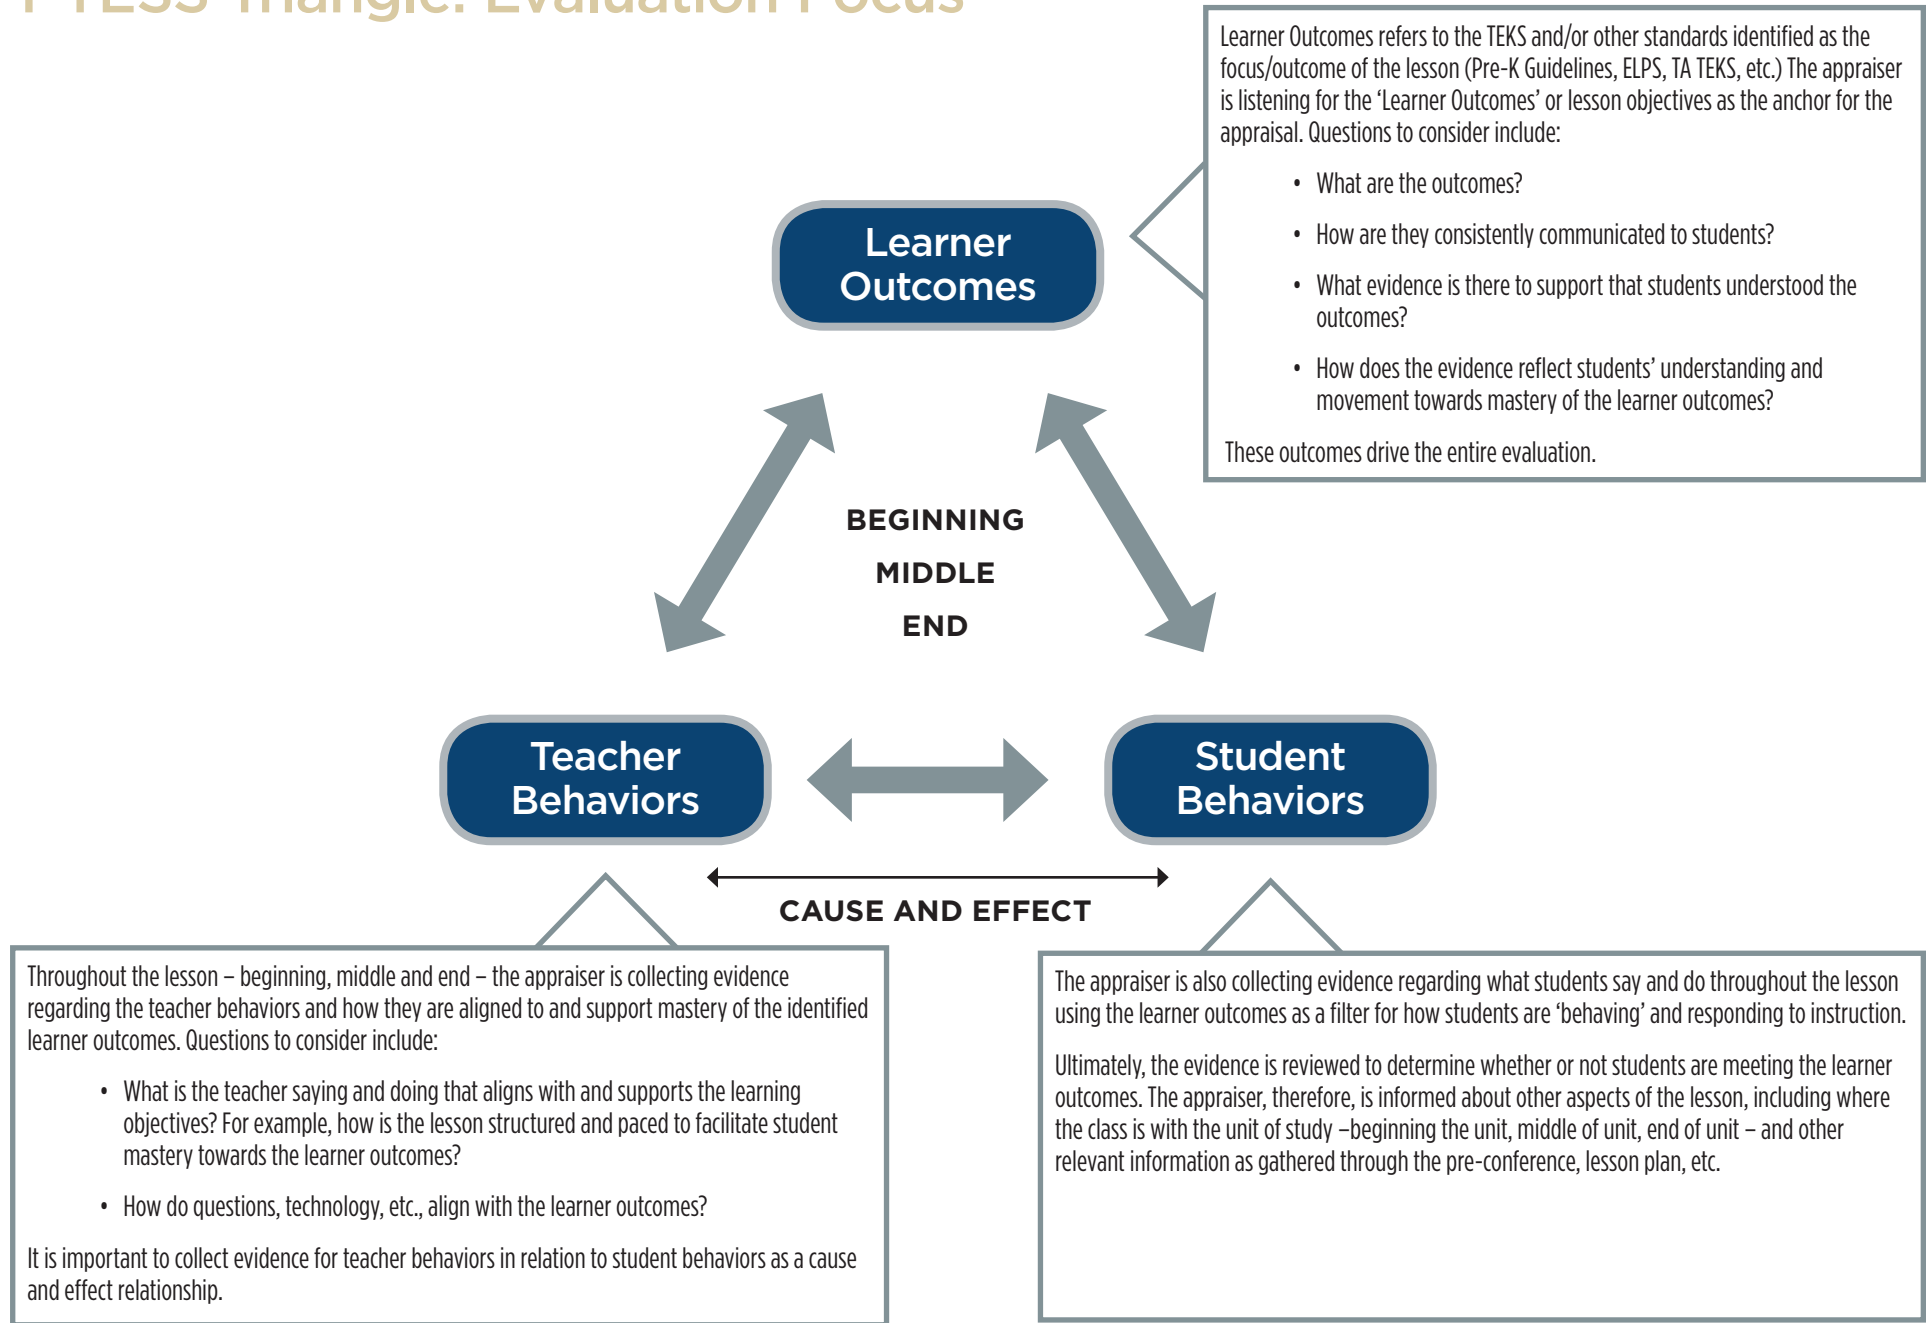 TESS Triangle: Evaluation Focus
Learner Outcomes refers to the TEKS and/or other standards identified as the
focus/outcome of the lesson (Pre-K Guidelines, ELPS, TA TEKS, etc.) The appraiser
is listening for the ‘Learner Outcomes’ or lesson objectives as the anchor for the
appraisal. Questions to consider include:
• What are the outcomes?
• How are they consistently communicated to students?
• What evidence is there to support that students understood the
outcomes?
• How does the evidence reflect students’ understanding and
movement towards mastery of the learner outcomes?
These outcomes drive the entire evaluation.
Learner
Outcomes
BEGINNING
MIDDLE
END
Teacher
Behaviors
Student
Behaviors
CAUSE AND EFFECT
Throughout the lesson – beginning, middle and end – the appraiser is collecting evidence
regarding the teacher behaviors and how they are aligned to and support mastery of the identified
learner outcomes. Questions to consider include:
• What is the teacher saying and doing that aligns with and supports the learning
objectives? For example, how is the lesson structured and paced to facilitate student
mastery towards the learner outcomes?
• How do questions, technology, etc., align with the learner outcomes?
It is important to collect evidence for teacher behaviors in relation to student behaviors as a cause
and effect relationship.
The appraiser is also collecting evidence regarding what students say and do throughout the lesson
using the learner outcomes as a filter for how students are ‘behaving’ and responding to instruction.
Ultimately, the evidence is reviewed to determine whether or not students are meeting the learner
outcomes. The appraiser, therefore, is informed about other aspects of the lesson, including where
the class is with the unit of study –beginning the unit, middle of unit, end of unit – and other
relevant information as gathered through the pre-conference, lesson plan, etc.